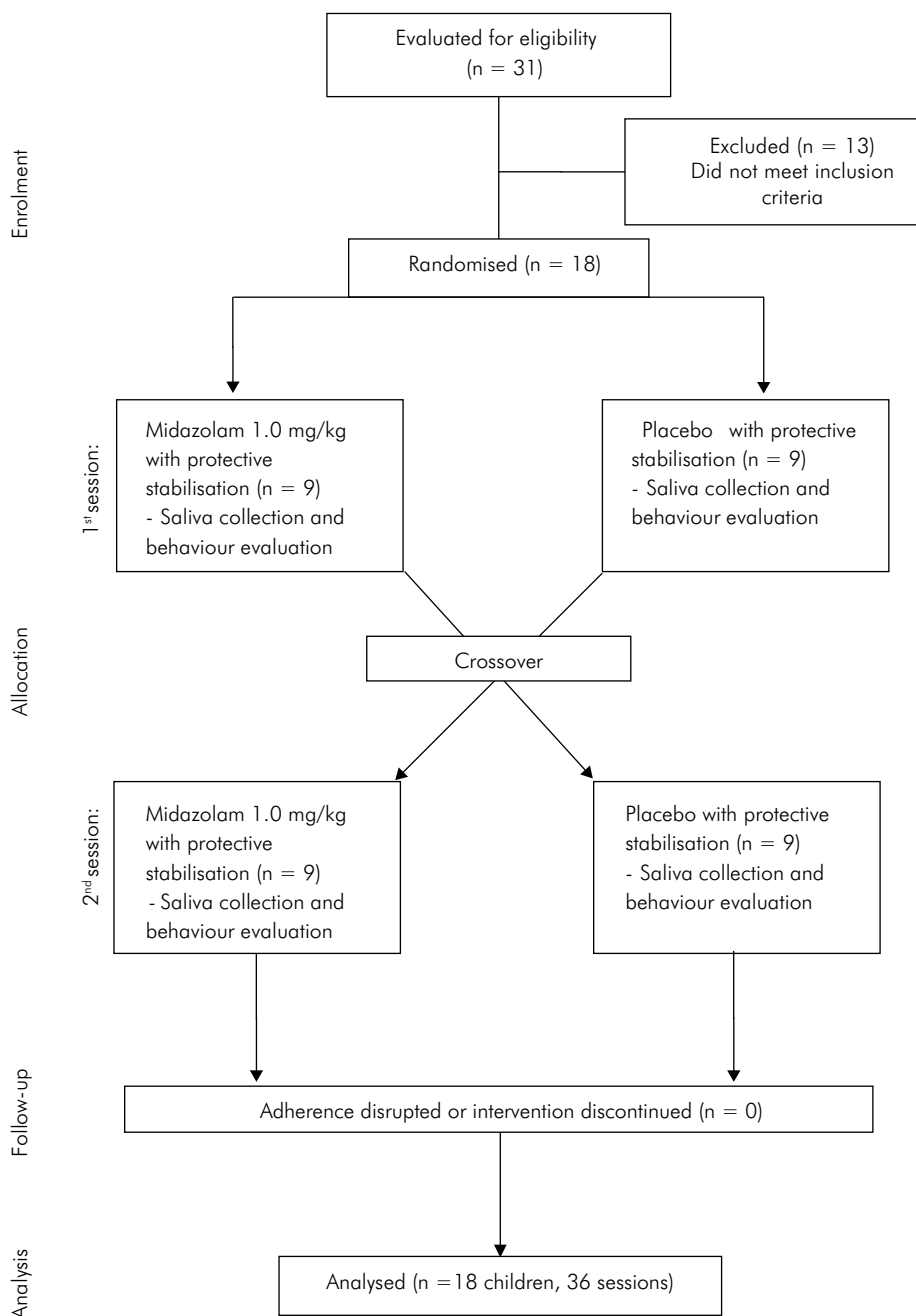 Evaluated for eligibility
(n = 31)
Enrolment
Excluded (n = 13)
Did not meet inclusion
criteria
Randomised (n = 18)
1st session:
Midazolam 1.0 mg/kg
with protective
stabilisation (n = 9)
- Saliva collection and
behaviour evaluation
Placebo with protective
stabilisation (n = 9)
- Saliva collection and
behaviour evaluation
Allocation
Crossover
2nd session:
Midazolam 1.0 mg/kg
with protective
stabilisation (n = 9)
- Saliva collection and
behaviour evaluation
Placebo with protective
stabilisation (n = 9)
- Saliva collection and
behaviour evaluation
Follow-up
Adherence disrupted or intervention discontinued (n = 0)
Analysis
Analysed (n =18 children, 36 sessions)